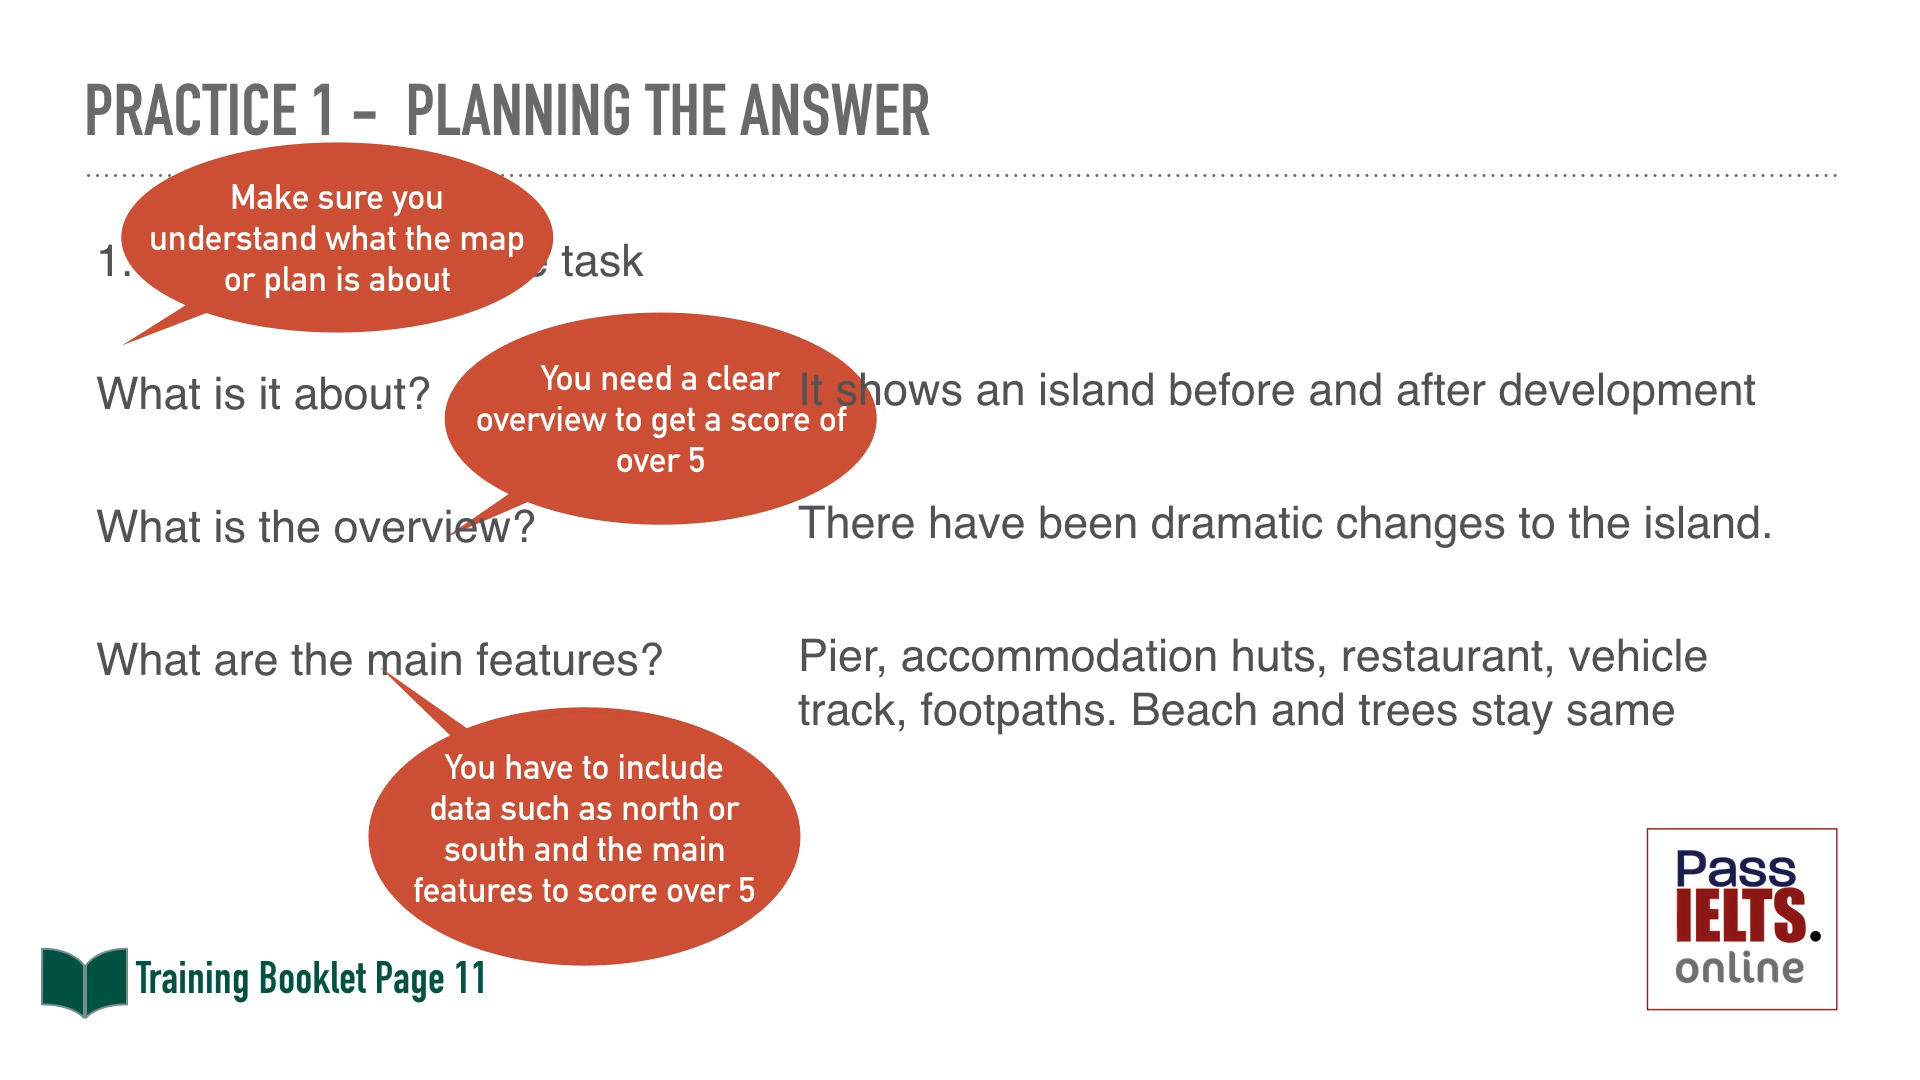 PRACTICE 1 - PLANNING THE ANSWER
Make sure you
understand what the map
or plan is about
1. task
What is it about?
You need a clear
overview to get a score of
over 5
It shows an island before and after development
What is the overview?
There have been dramatic changes to the island.
What are the main features?
Pier, accommodation huts, restaurant, vehicle
track, footpaths. Beach and trees stay same
You have to include
data such as north or
south and the main
features to score over 5
Training Booklet Page 11
Pass
IELTS.
online